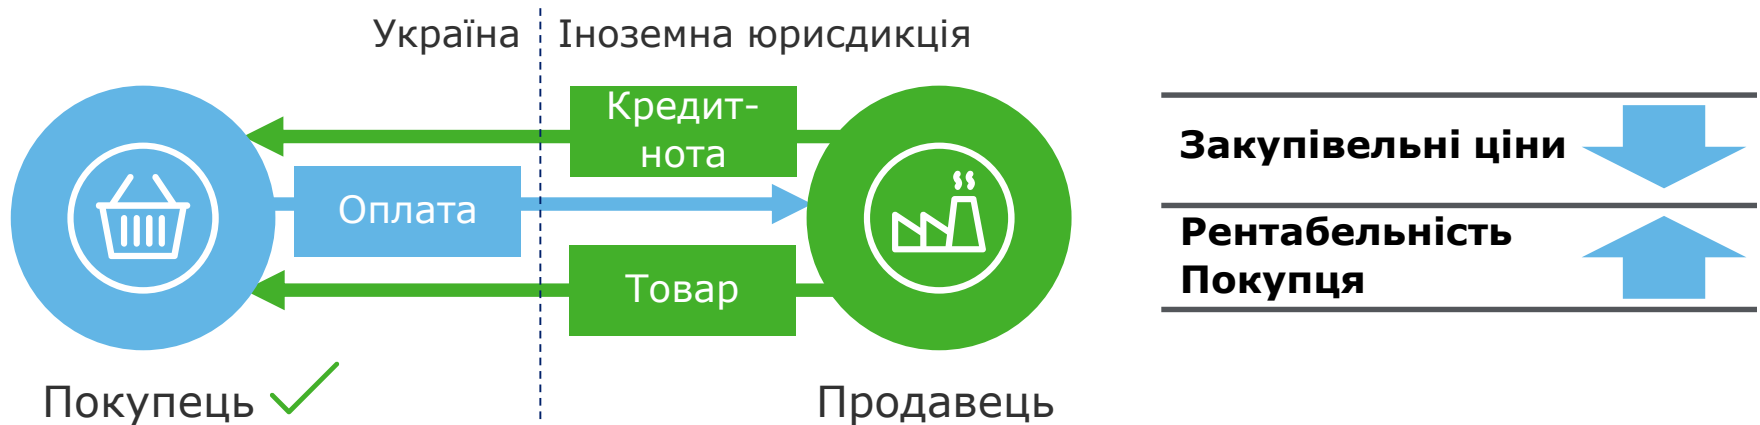 Україна
Іноземна юрисдикція
Кредит-
нота
Оплата
Товар
Покупець
Продавець
Закупівельні ціни
Рентабельність
Покупця